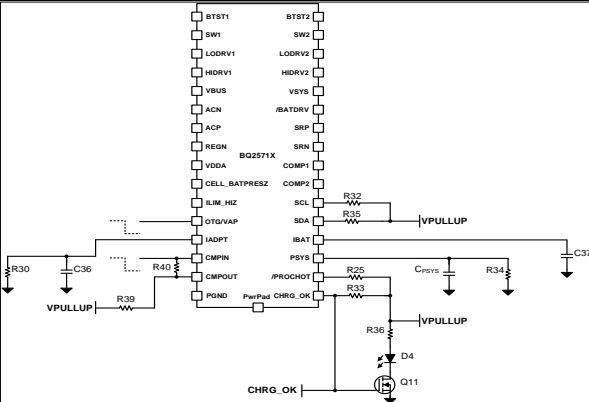 BTST1 BTST2
SW1 SW2
LODRV1 LODRV2
HIDRV1 HIDRV2
VBUS VSYS
ACN /BATDRV
ACP SRP
REGN SRN
BQ2571X
VDDA COMP1
CELL_BATPRESZ COMP2
ILIM_HIZ SCL R32
OTG/VAP SDA R35 VPULLUP
IADPT IBAT
CMPIN PSYS
R30 C36 R40 C37
CMPOUT /PROCHOT R25 CPSYS R34
R39
VPULLUP
PGND PwrPad CHRG_OK R33
VPULLUP
R36
D4
Q11
CHRG_OK